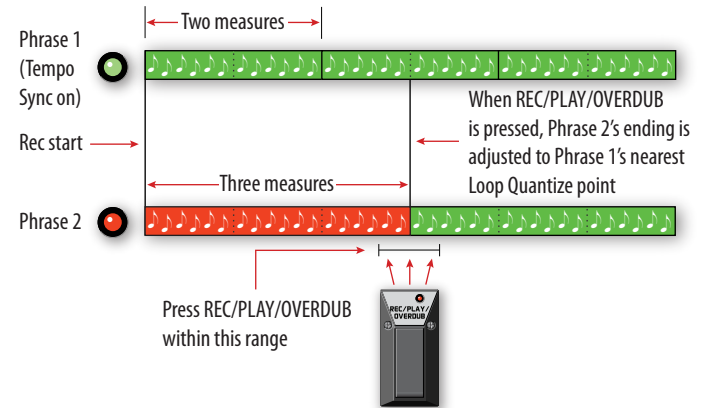 Two measures
Phrase 1
(Tempo
Sync on)
Rec start
When REC/PLAY/OVERDUB
is pressed, Phrase 2’s ending is
adjusted to Phrase 1’s nearest
Loop Quantize point
Three measures
Phrase 2
Press REC/PLAY/OVERDUB
within this range
REC/PLAY/
OVERDUB